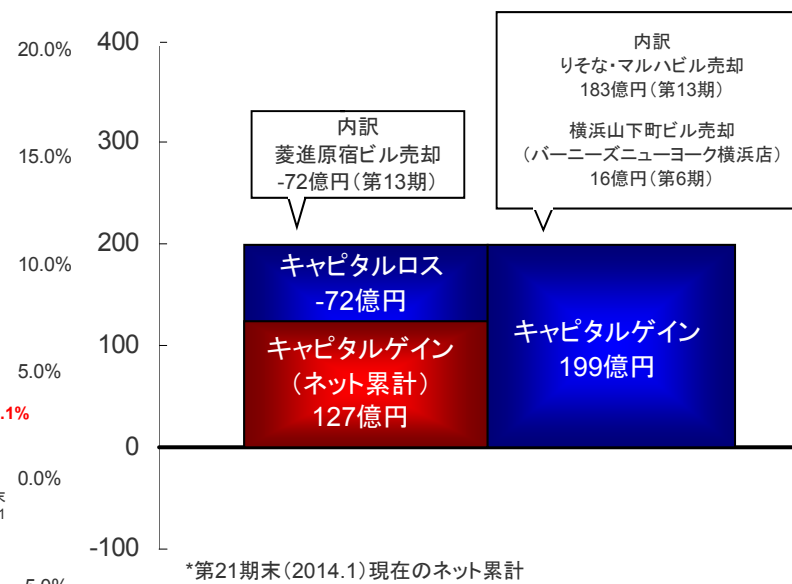 20.0%
15.0%
10.0%
5.0%
.1%
0.0%
末
1
-5.0%
400
300
200
100
0
-100
内訳
菱進原宿ビル売却
-72億円(第13期)
内訳
りそな・マルハビル売却
183億円(第13期)
横浜山下町ビル売却
(バーニーズニューヨーク横浜店)
16億円(第6期)
キャピタルロス
-72億円
キャピタルゲイン
(ネット累計)
127億円
キャピタルゲイン
199億円
*第21期末(2014.1)現在のネット累計